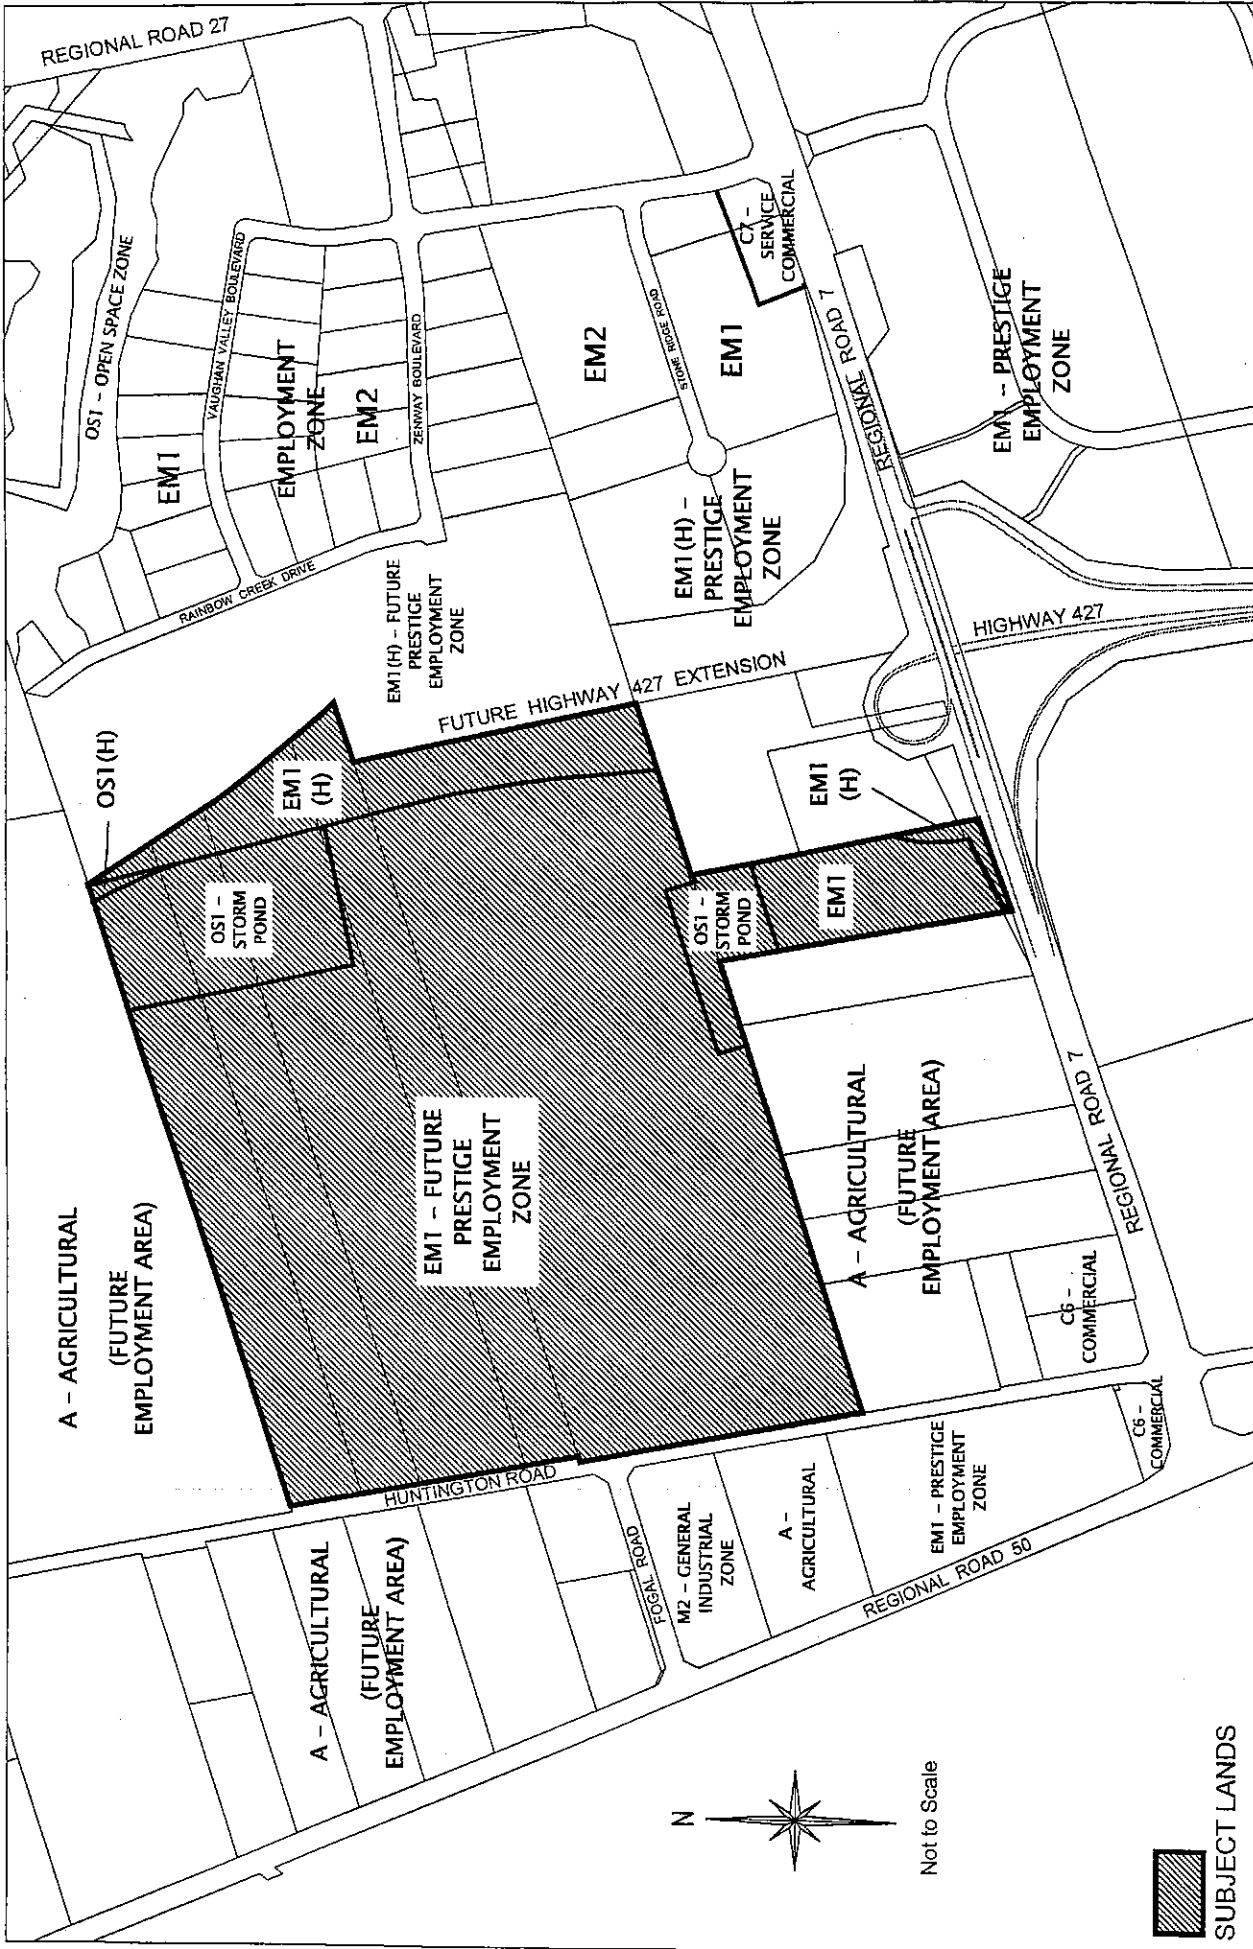 REGIONAL ROAD 27
OS1 - OPEN SPACE ZONE
VAUGHAN VALLEY BOULEVARD
EM1
EMPLOYMENT
ZONE
EM2
ZENWAY BOULEVARD
RAINBOW CREEK DRIVE
EM1(H) - FUTURE
PRESTIGE
EMPLOYMENT
ZONE
EM2
STONE RIDGE ROAD
EM1
C7 -
SERVICE
COMMERCIAL
REGIONAL ROAD 7
EM1 - PRESTIGE
EMPLOYMENT
ZONE
EM1(H) -
PRESTIGE
EMPLOYMENT
ZONE
HIGHWAY 427
FUTURE HIGHWAY 427 EXTENSION
OS1(H)
EM1
(H)
EM1
(H)
OS1 -
STORM
POND
OS1 -
STORM
POND
EM1
EM1 - FUTURE
PRESTIGE
EMPLOYMENT
ZONE
A - AGRICULTURAL
(FUTURE
EMPLOYMENT AREA)
A - AGRICULTURAL
(FUTURE
EMPLOYMENT AREA)
REGIONAL ROAD 7
C6 -
COMMERCIAL
C6 -
COMMERCIAL
HUNTINGTON ROAD
FOGAL ROAD
M2 - GENERAL
INDUSTRIAL
ZONE
A -
AGRICULTURAL
EM1 - PRESTIGE
EMPLOYMENT
ZONE
REGIONAL ROAD 50
A - AGRICULTURAL
(FUTURE
EMPLOYMENT AREA)
N
Not to Scale
SUBJECT LANDS